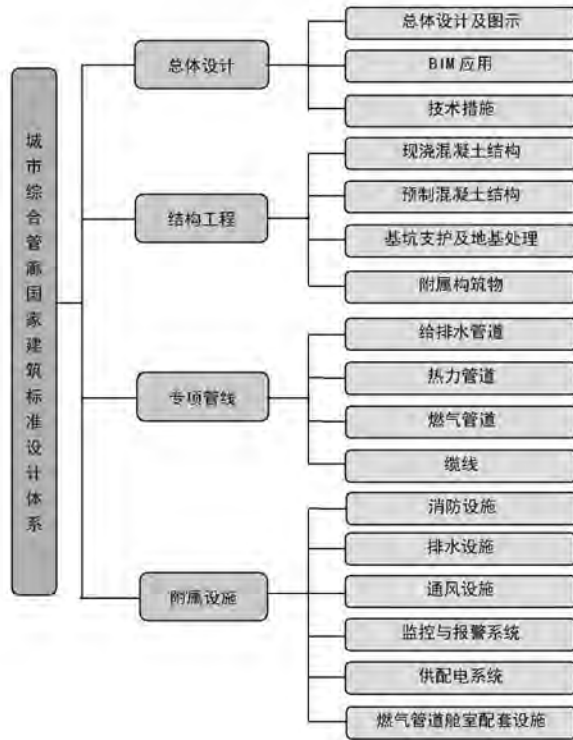 城市综合管廊国家建筑标准设计体系
总体设计
总体设计及图示
BIM 应用
技术措施
结构工程
现浇混凝土结构
预制混凝土结构
基坑支护及地基处理
附属构筑物
专项管线
给排水管道
热力管道
燃气管道
缆线
附属设施
消防设施
排水设施
通风设施
监控与报警系统
供配电系统
燃气管道舱室配套设施